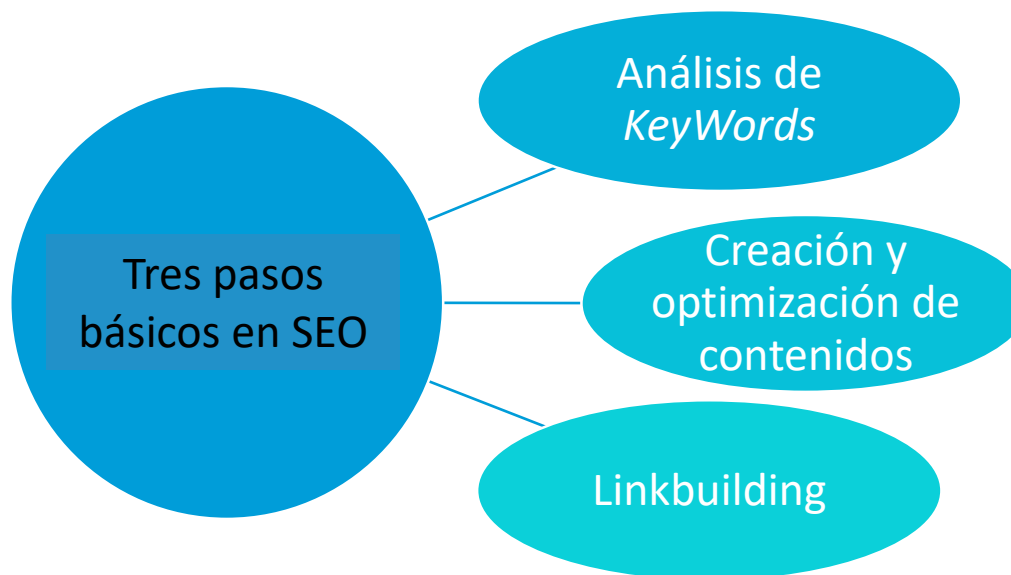 Tres pasos
básicos en SEO
Análisis de
KeyWords
Creación y
optimización de
contenidos
Linkbuilding